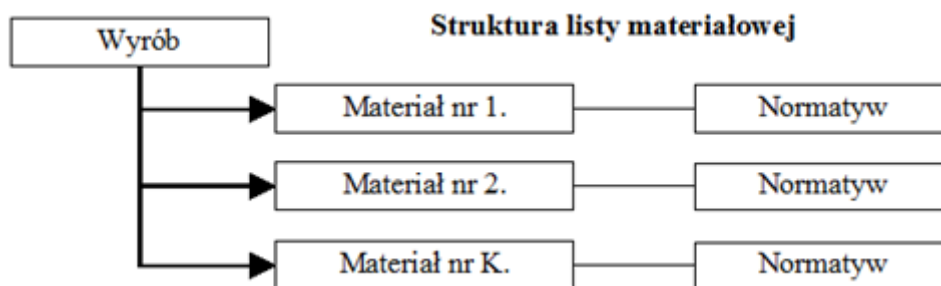 Struktura listy materiałowej
Wyrób
Materiał nr 1. Normatyw
Materiał nr 2. Normatyw
Materiał nr K. Normatyw